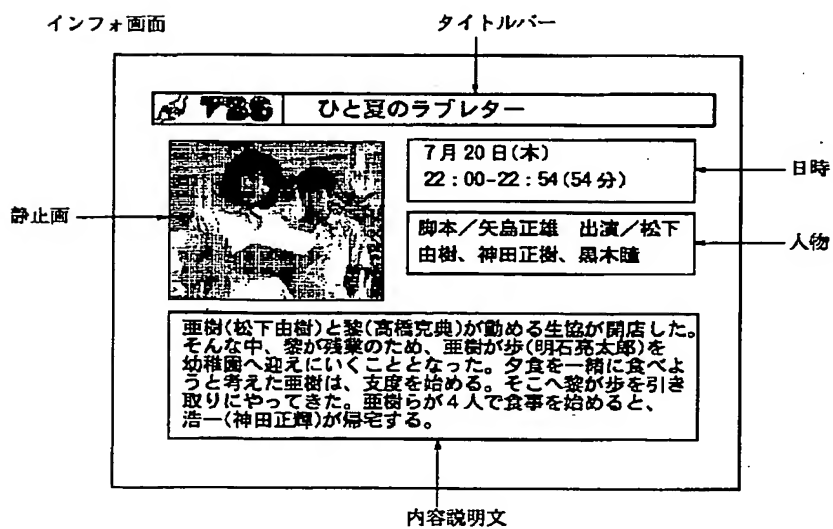 インフォ画面
タイトルバー
TBS ひと夏のラブレター
7月20日(木)
22:00-22:54(54分)
日時
静止画
脚本/矢島正雄 出演/松下
由樹、神田正樹、黒木瞳
人物
亜樹(松下由樹)と黎(高橋克典)が勤める生協が開店した。
そんな中、黎が残業のため、亜樹が歩(明石亮太郎)を
幼稚園へ迎えにいくこととなった。夕食を一緒に食べよ
うと考えた亜樹は、支度を始める。そこへ黎が歩を引き
取りにやってきた。亜樹らが4人で食事を始めると、
浩一(神田正輝)が帰宅する。
内容説明文